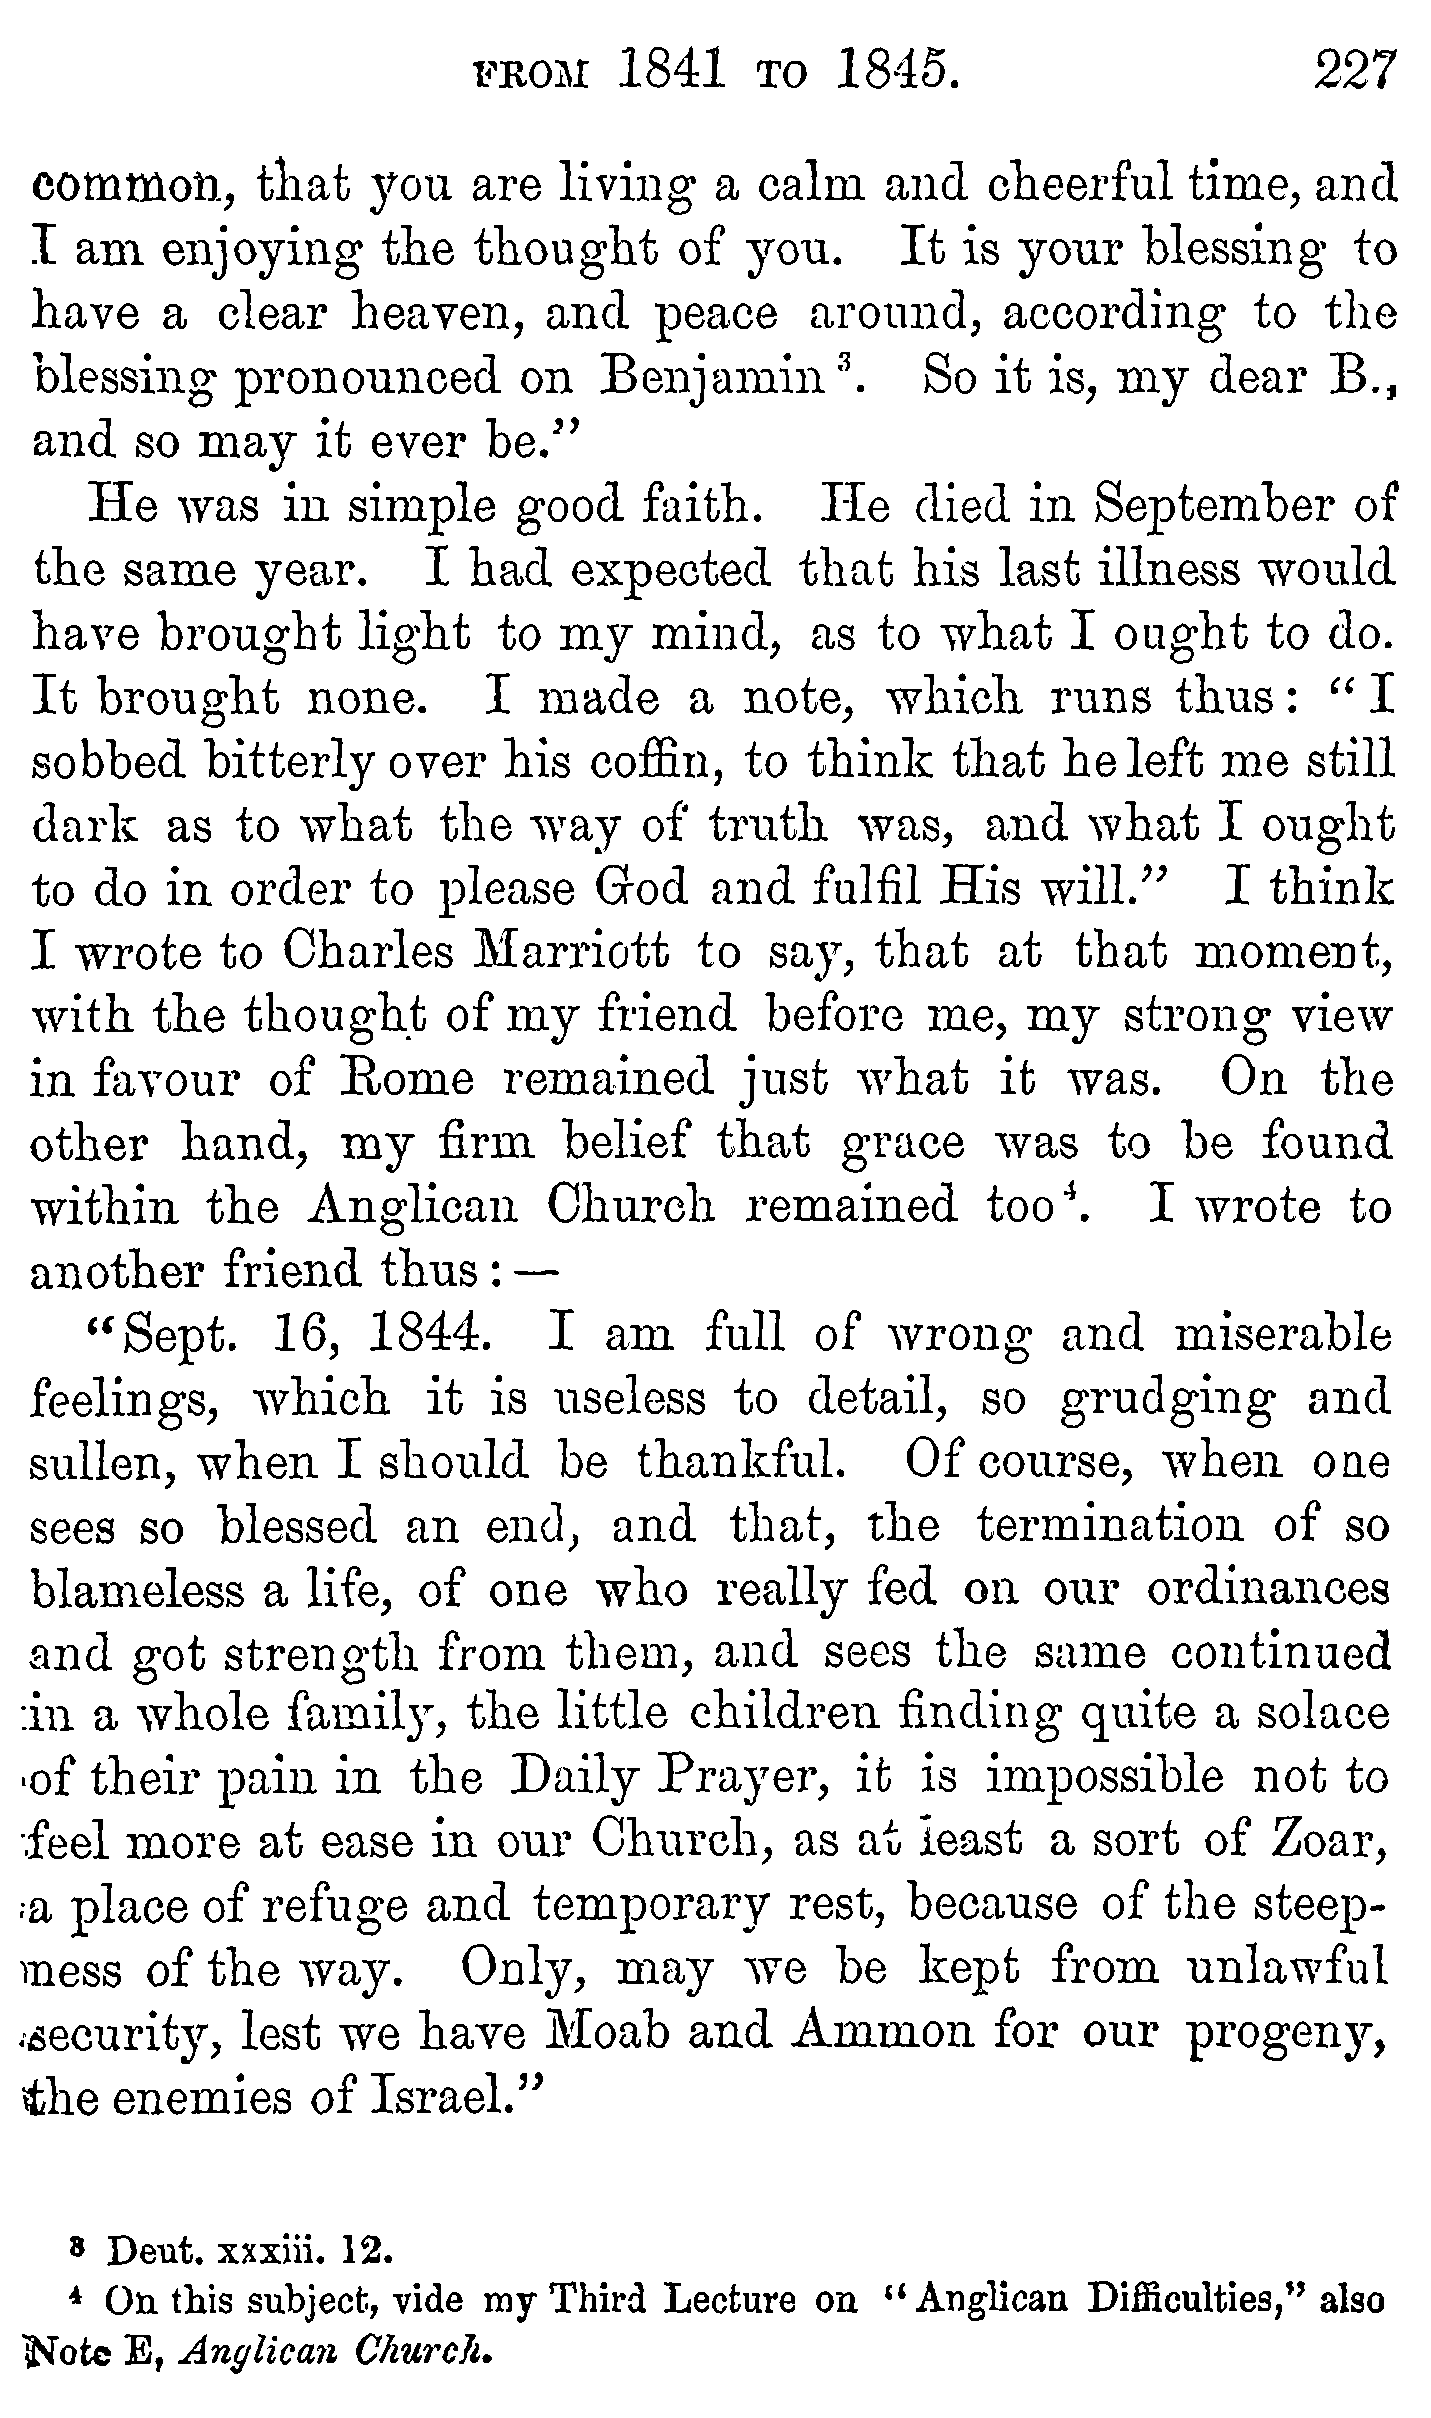 FROM 1841 TO 1845. 227
common, that you are living a calm and cheerful time, and
I am enjoying the thought of you. It is your blessing to
have a clear heaven, and peace around, according to the
blessing pronounced on Benjamin ³. So it is, my dear B.,
and so may it ever be."
He was in simple good faith. He died in September of
the same year. I had expected that his last illness would
have brought light to my mind, as to what I ought to do.
It brought none. I made a note, which runs thus: "I
sobbed bitterly over his coffin, to think that he left me still
dark as to what the way of truth was, and what I ought
to do in order to please God and fulfil His will." I think
I wrote to Charles Marriott to say, that at that moment,
with the thought of my friend before me, my strong view
in favour of Rome remained just what it was. On the
other hand, my firm belief that grace was to be found
within the Anglican Church remained too⁴. I wrote to
another friend thus:—
"Sept. 16, 1844. I am full of wrong and miserable
feelings, which it is useless to detail, so grudging and
sullen, when I should be thankful. Of course, when one
sees so blessed an end, and that, the termination of so
blameless a life, of one who really fed on our ordinances
and got strength from them, and sees the same continued
in a whole family, the little children finding quite a solace
of their pain in the Daily Prayer, it is impossible not to
feel more at ease in our Church, as at least a sort of Zoar,
a place of refuge and temporary rest, because of the steep-
ness of the way. Only, may we be kept from unlawful
security, lest we have Moab and Ammon for our progeny,
the enemies of Israel."
³ Deut. xxxiii. 12.
⁴ On this subject, vide my Third Lecture on "Anglican Difficulties," also
Note E, Anglican Church.